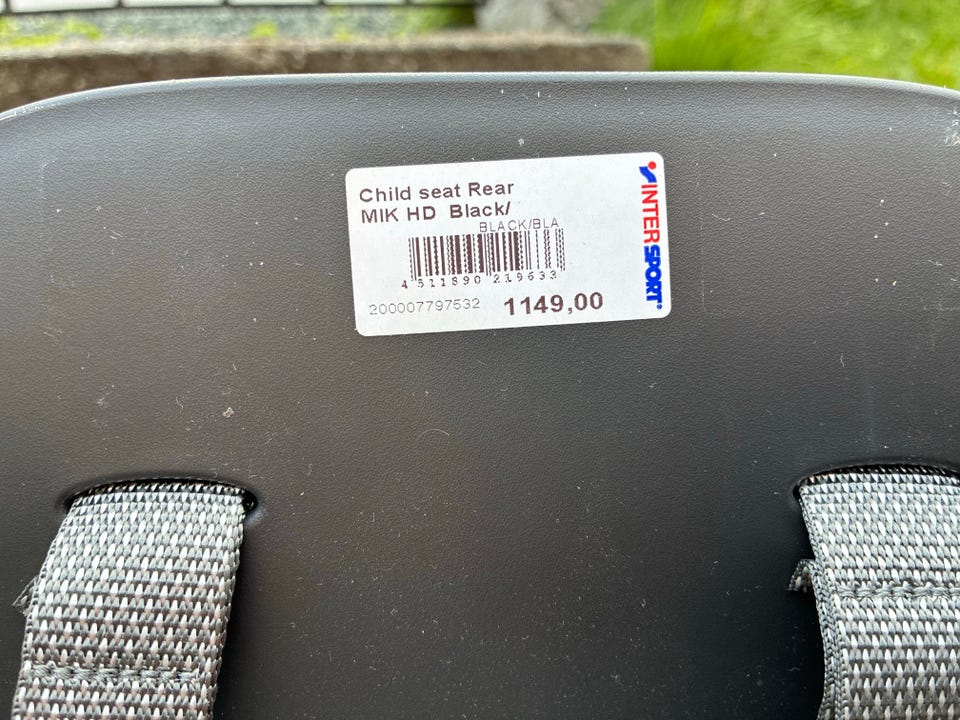 Child seat Rear
MIK HD Black/
BLACK/BLA
4 511890 219633
200007797532 1149,00
INTERSPORT